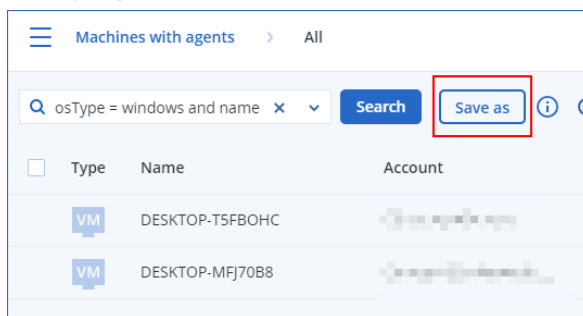 Machines with agents > All
osType = windows and name × Search Save as
Type Name Account
VM DESKTOP-T5FBOHC
VM DESKTOP-MFJ70B8